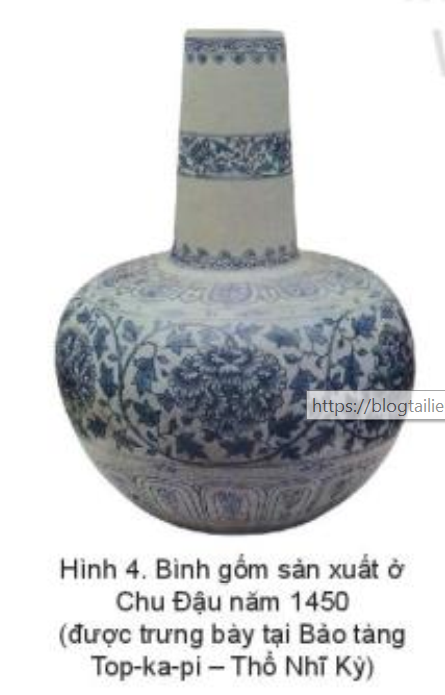 https://blogtailie
Hình 4. Bình gốm sản xuất ở
Chu Đậu năm 1450
(được trưng bày tại Bảo tàng
Top-ka-pi – Thổ Nhĩ Kỳ)